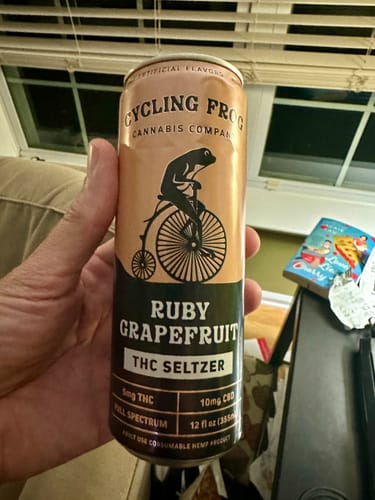 ARTIFICIAL FLAVORS
CYCLING FROG
CANNABIS COMPANY
RUBY
GRAPEFRUIT
THC SELTZER
5mg THC
10mg CBD
FULL SPECTRUM
12 fl oz (355ml)
ADULT USE CONSUMABLE HEMP PRODUCT